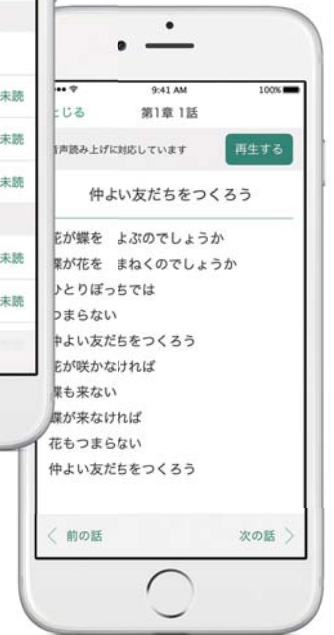 未読
未読
未読
未読
未読
9:41 AM
100%
じる
第1章 1話
音声読み上げに対応しています
再生する
仲よい友だちをつくろう
花が蝶を よぶのでしょうか
蝶が花を まねくのでしょうか
ひとりぼっちでは
つまらない
仲よい友だちをつくろう
花が咲かなければ
蝶も来ない
蝶が来なければ
花もつまらない
仲よい友だちをつくろう
前の話
次の話